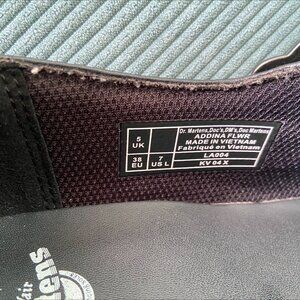 Dr. Martens,Doc's,DM's,Doc Martens
ADDINA FLWR
MADE IN VIETNAM
Fabriqué en Vietnam
LA004
KV 04 X
5
UK
38
EU
7
US L